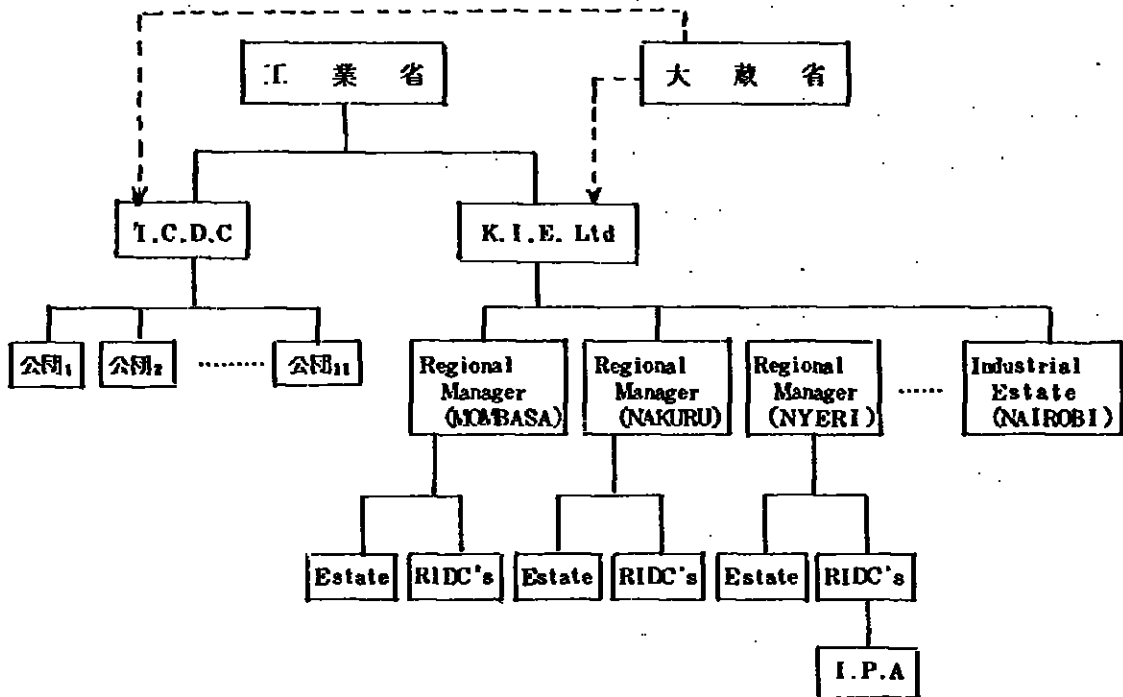 工業省
大蔵省
I.C.D.C
K.I.E. Ltd
公団1
公団2
........
公団11
Regional
Manager
(MOMBASA)
Regional
Manager
(NAKURU)
Regional
Manager
(NYERI)
......
Industrial
Estate
(NAIROBI)
Estate
RIDC's
Estate
RIDC's
Estate
RIDC's
I.P.A